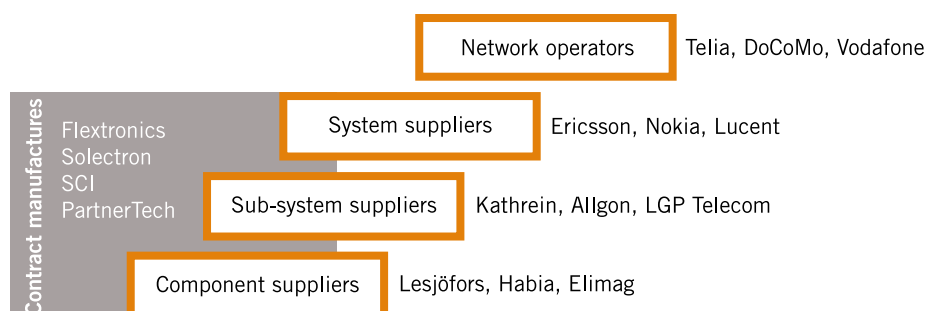 Network operators Telia, DoCoMo, Vodafone
Contract manufactures
Flextronics
Solectron
SCI
PartnerTech
System suppliers Ericsson, Nokia, Lucent
Sub-system suppliers Kathrein, Allgon, LGP Telecom
Component suppliers Lesjöfors, Habia, Elimag